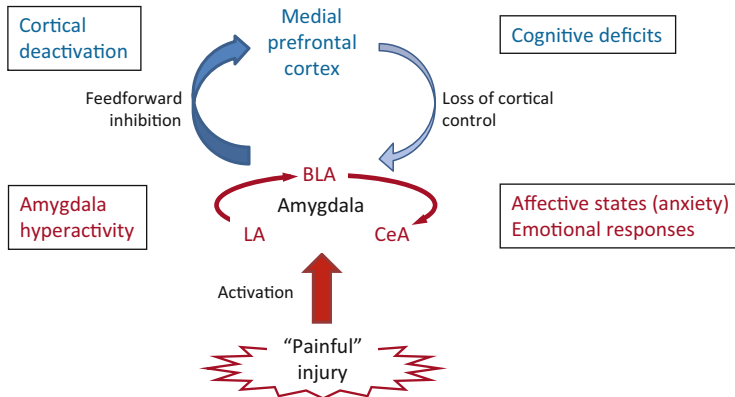 Cortical
deactivation
Medial
prefrontal
cortex
Cognitive deficits
Feedforward
inhibition
Loss of cortical
control
BLA
Amygdala
hyperactivity
Amygdala
LA
CeA
Affective states (anxiety)
Emotional responses
Activation
“Painful”
injury